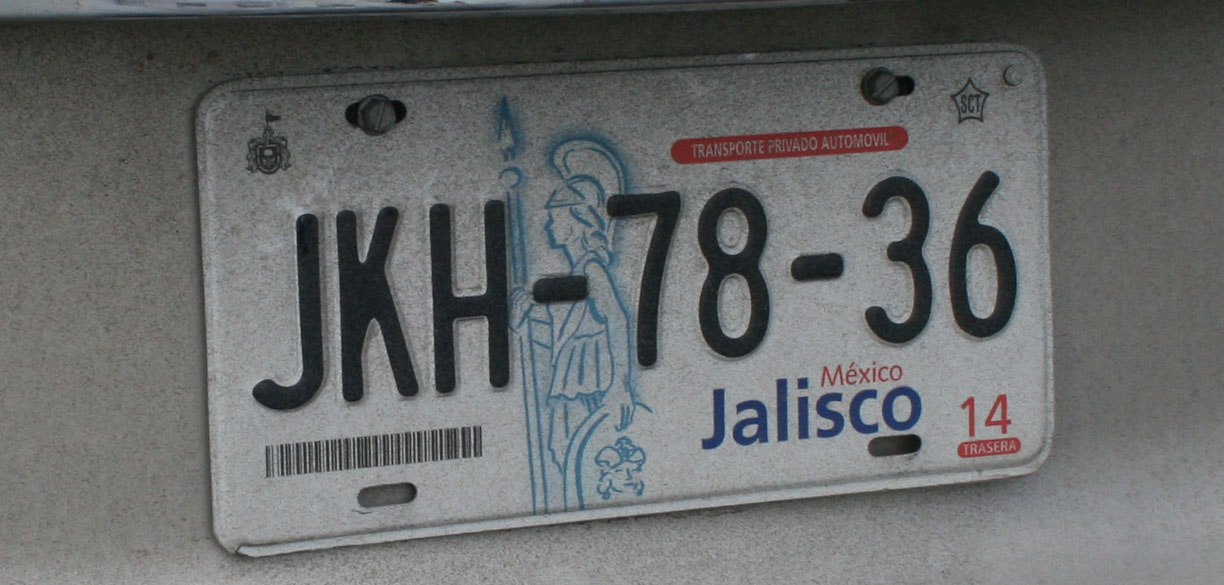 SCT
TRANSPORTE PRIVADO AUTOMOVIL
JKH-78-36
México
Jalisco
14
TRASERA